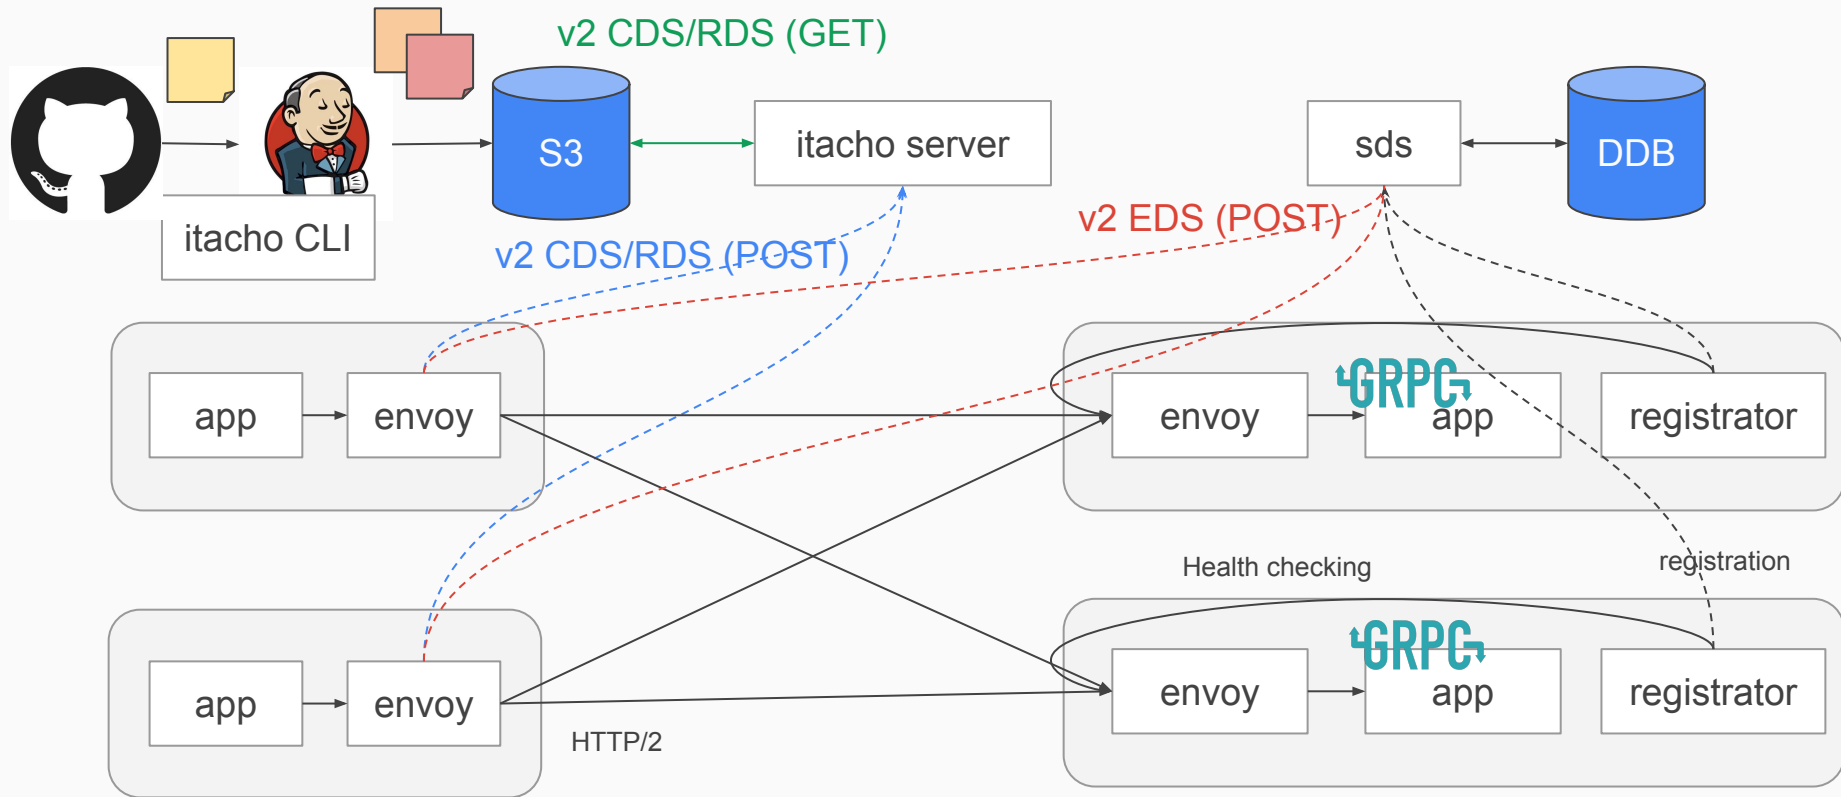 v2 CDS/RDS (GET)
S3
itacho server
sds
DDB
itacho CLI
v2 CDS/RDS (POST)
v2 EDS (POST)
app
envoy
envoy
GRPC
app
registrator
Health checking
registration
app
envoy
envoy
GRPC
app
registrator
HTTP/2